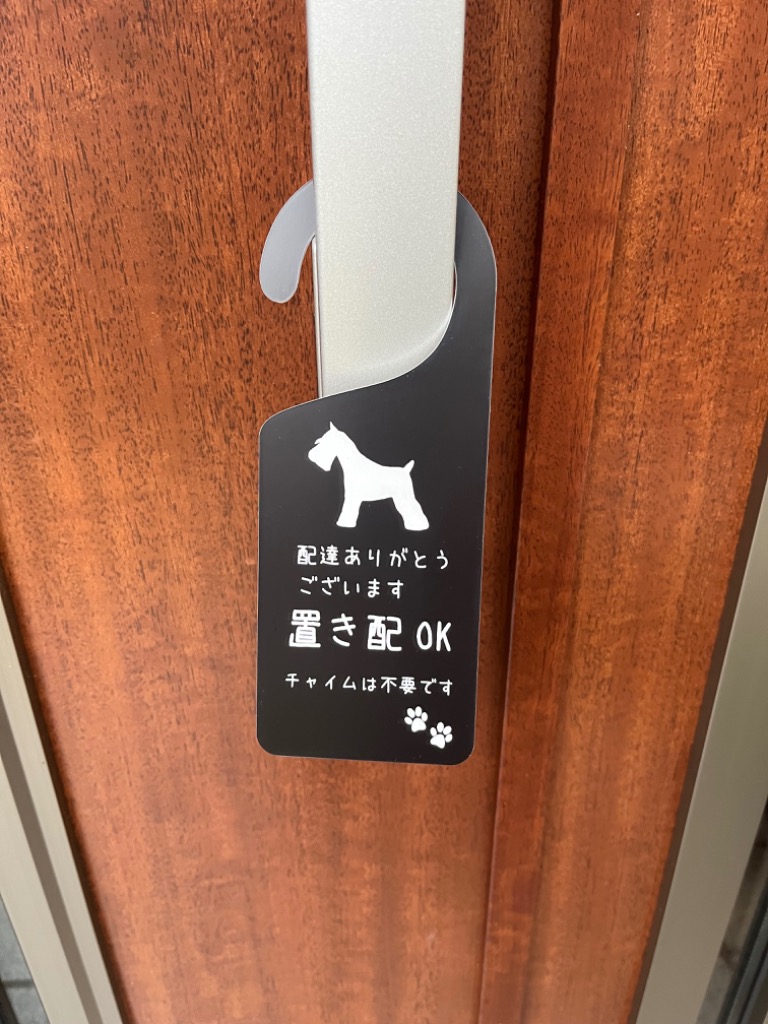 配達ありがとう
ございます
置き配 OK
チャイムは不要です